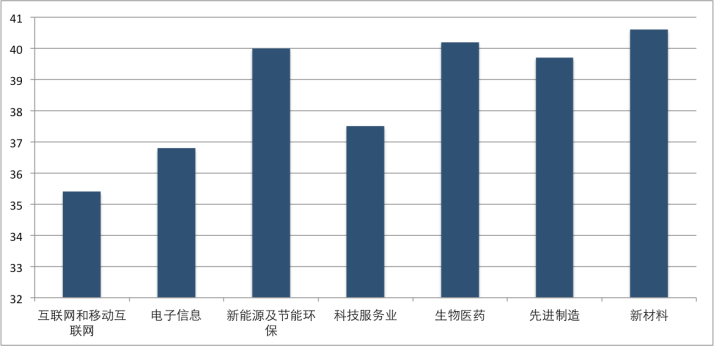 41
40
39
38
37
36
35
34
33
32
互联网和移动互
联网
电子信息
新能源及节能环
保
科技服务业
生物医药
先进制造
新材料